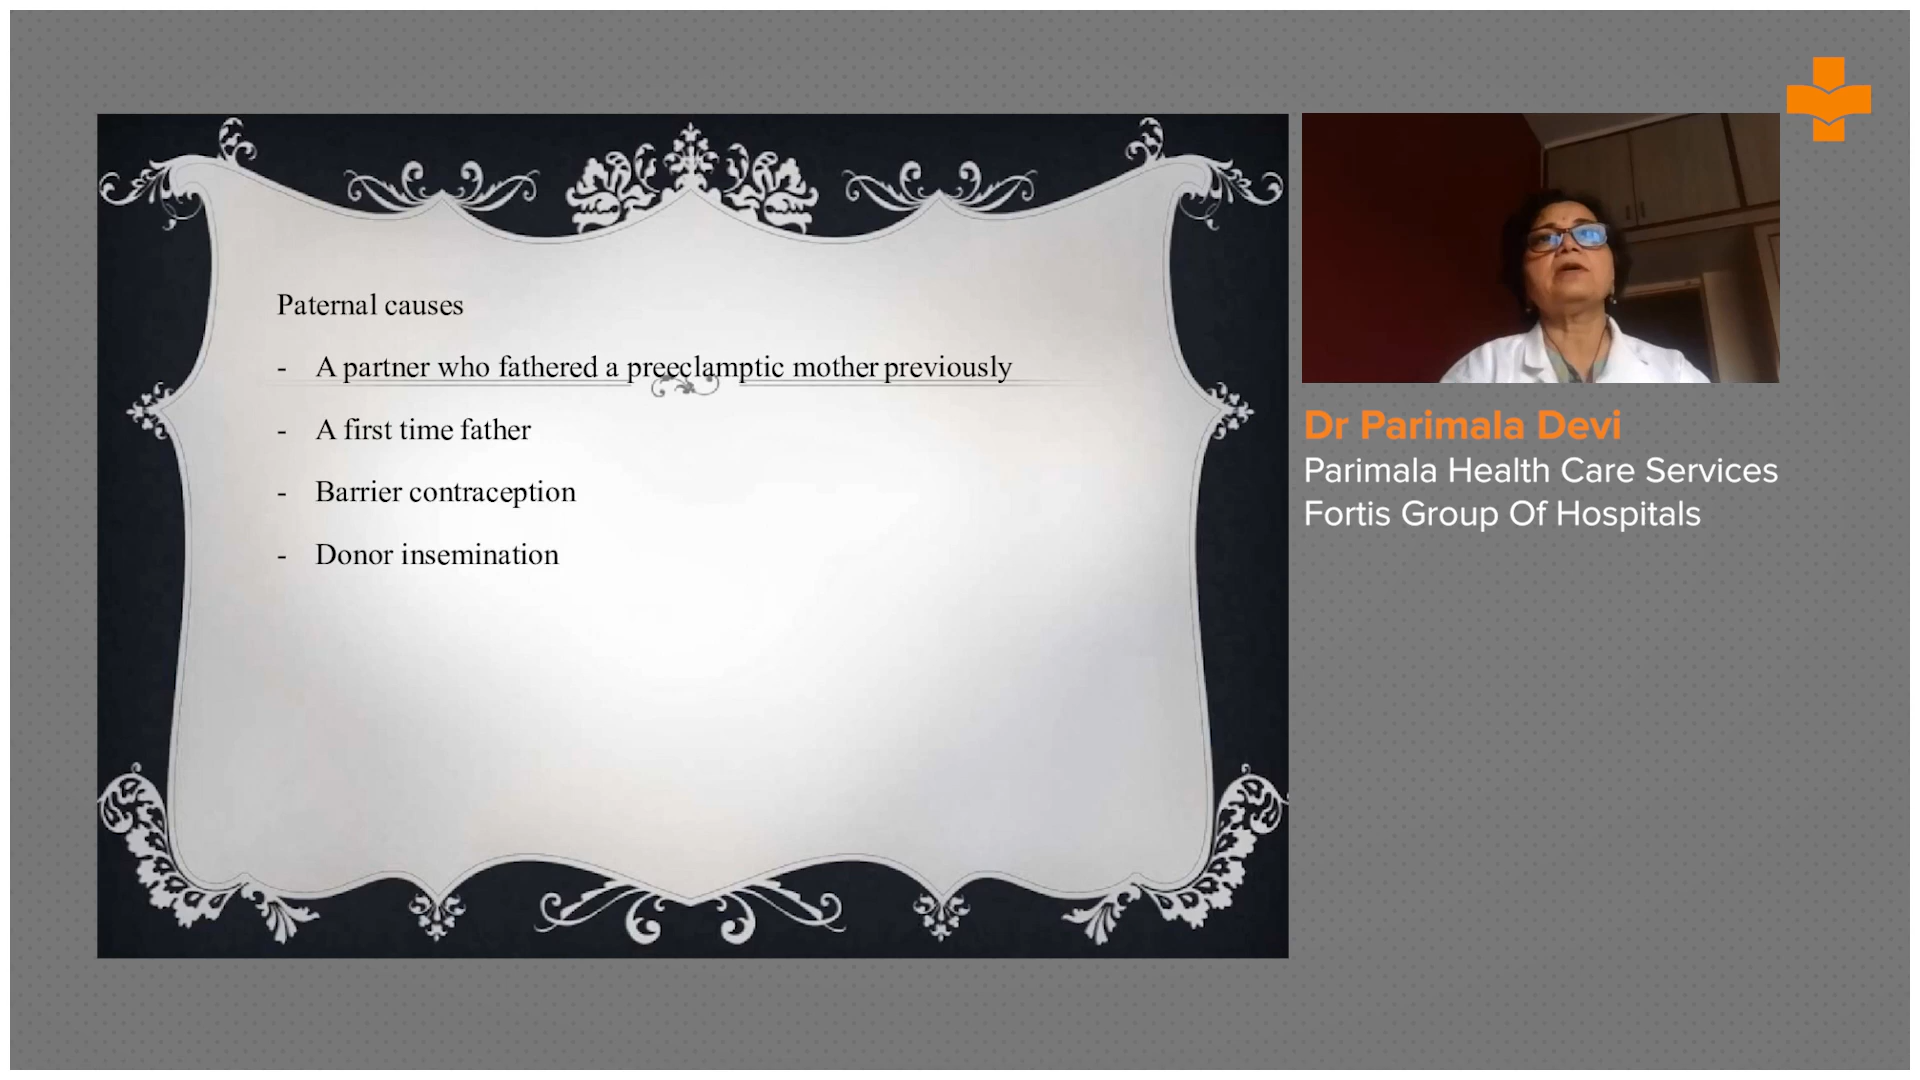 Paternal causes
- A partner who fathered a preeclamptic mother previously
- A first time father
- Barrier contraception
- Donor insemination
Dr Parimala Devi
Parimala Health Care Services
Fortis Group Of Hospitals